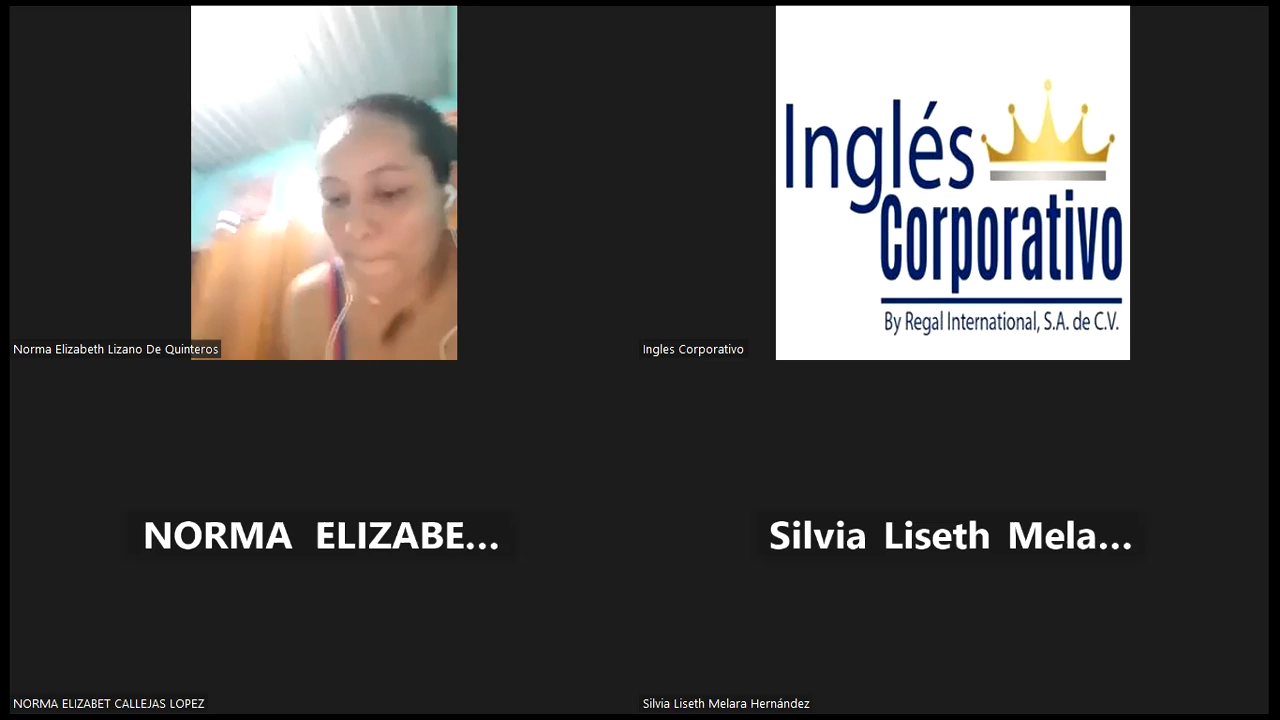 Inglés
Corporativo
By Regal International, S.A. de C.V.
Norma Elizabeth Lizano De Quinteros
Ingles Corporativo
NORMA ELIZABE...
Silvia Liseth Mela...
NORMA ELIZABET CALLEJAS LOPEZ
Silvia Liseth Melara Hernández